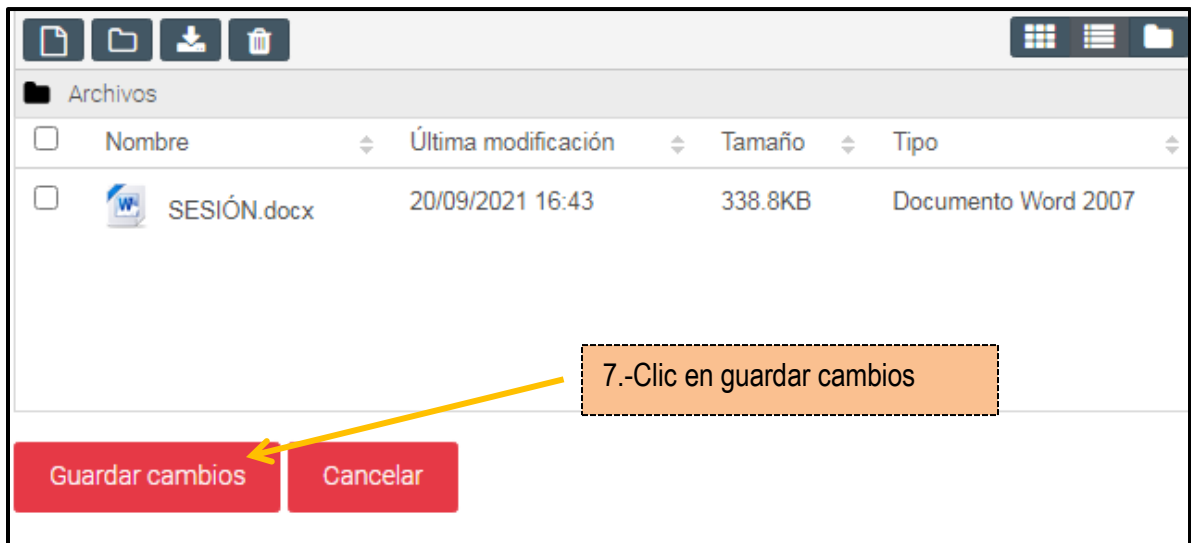 Archivos
Nombre Última modificación Tamaño Tipo
SESIÓN.docx 20/09/2021 16:43 338.8KB Documento Word 2007
7.-Clic en guardar cambios
Guardar cambios Cancelar